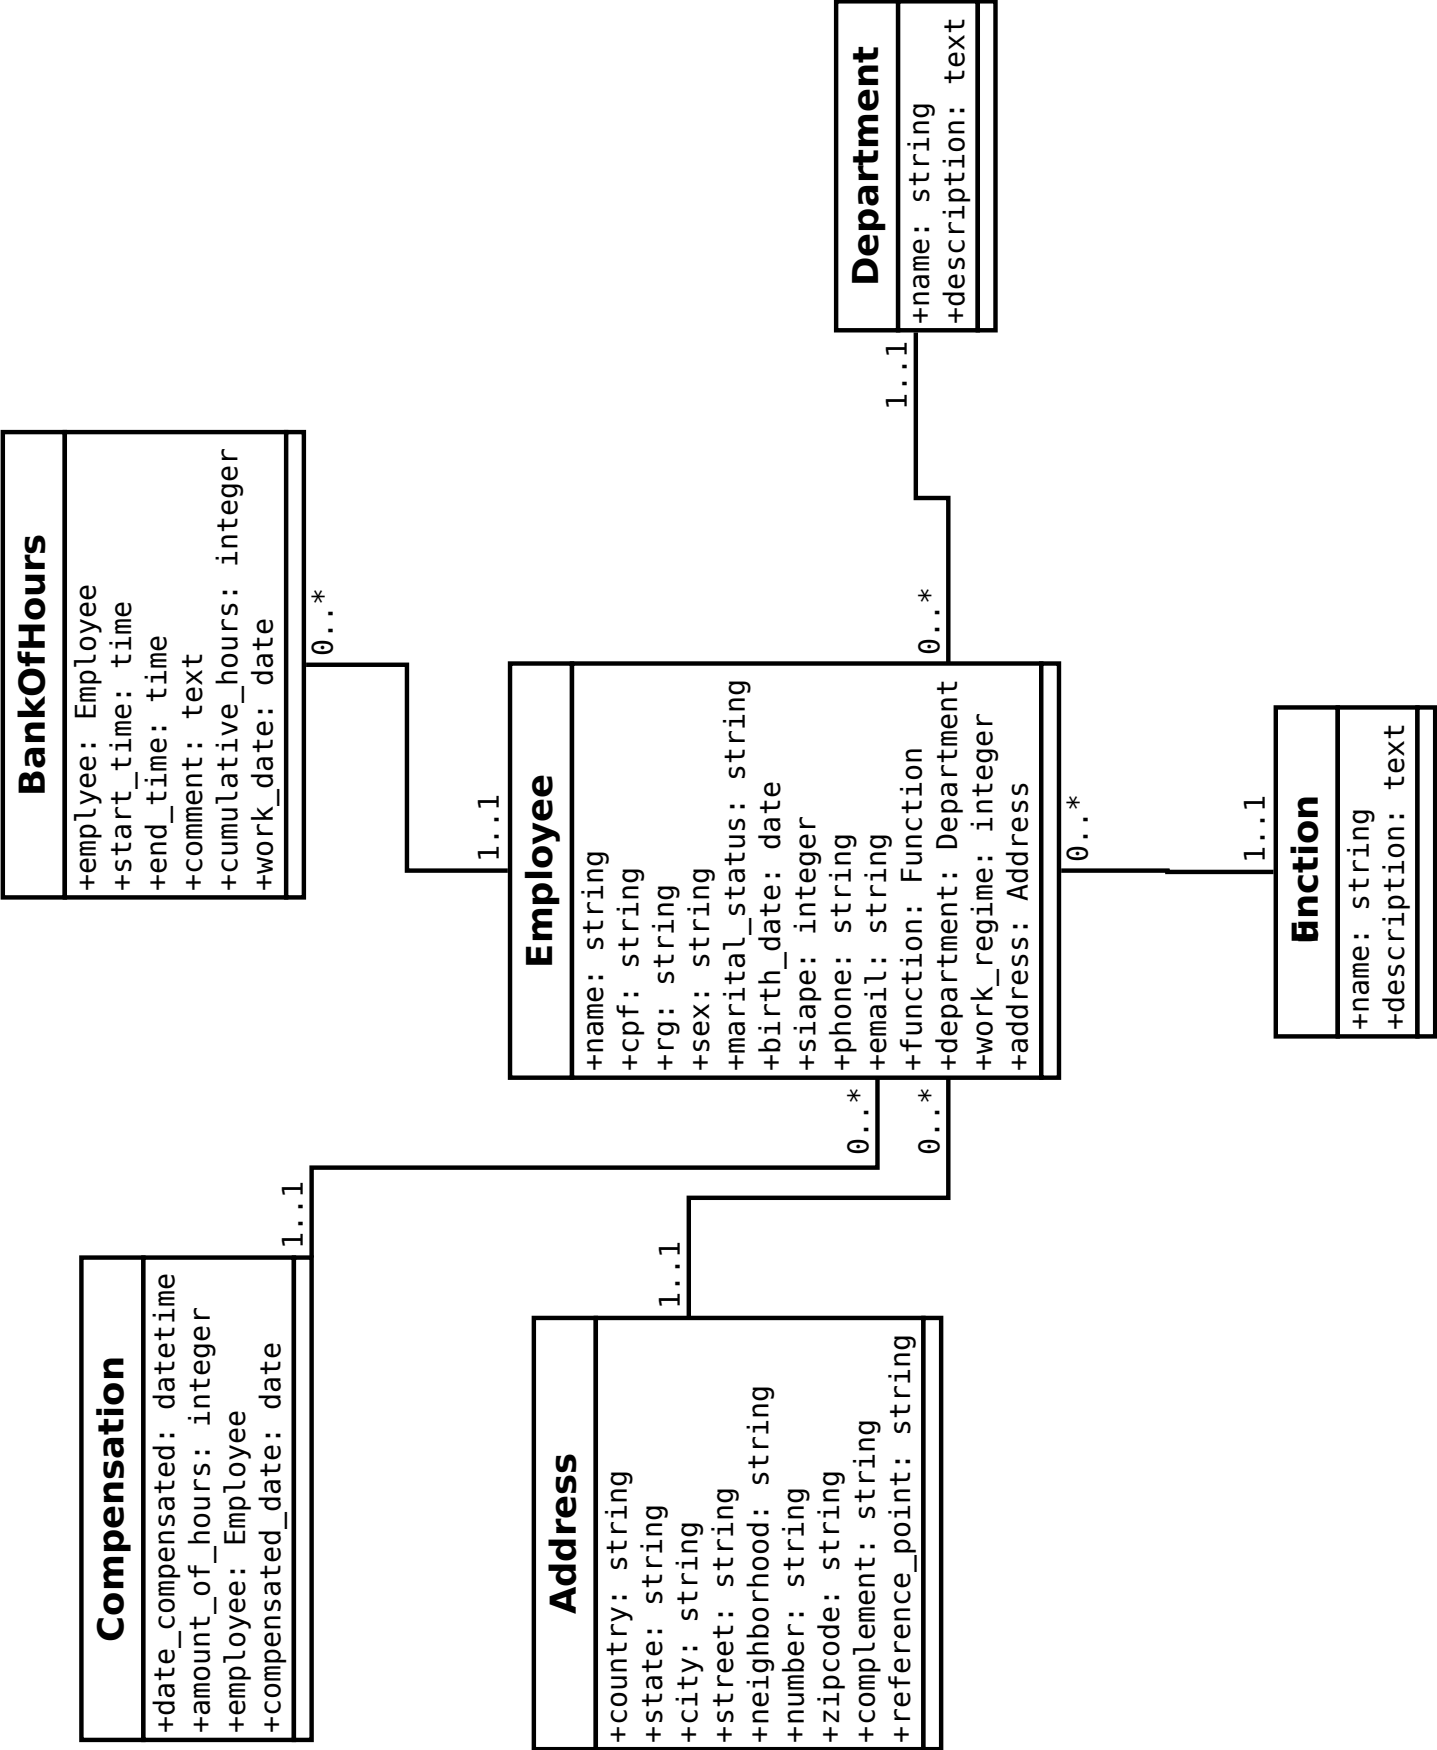 Compensation
+date_compensated: datetime
+amount_of_hours: integer
+employee: Employee
+compensated_date: date
1..1
BankOfHours
+emplyee: Employee
+start_time: time
+end_time: time
+comment: text
+cumulative_hours: integer
+work_date: date
0..*
1..1
Employee
+name: string
+cpf: string
+rg: string
+sex: string
+marital_status: string
+birth_date: date
+siape: integer
+phone: string
+email: string
+function: Function
+department: Department
+work_regime: integer
+address: Address
0..*
0..*
0..*
0..*
1..1
Address
+country: string
+state: string
+city: string
+street: string
+neighborhood: string
+number: string
+zipcode: string
+complement: string
+reference_point: string
1..1
Department
+name: string
+description: text
1..1
Function
+name: string
+description: text